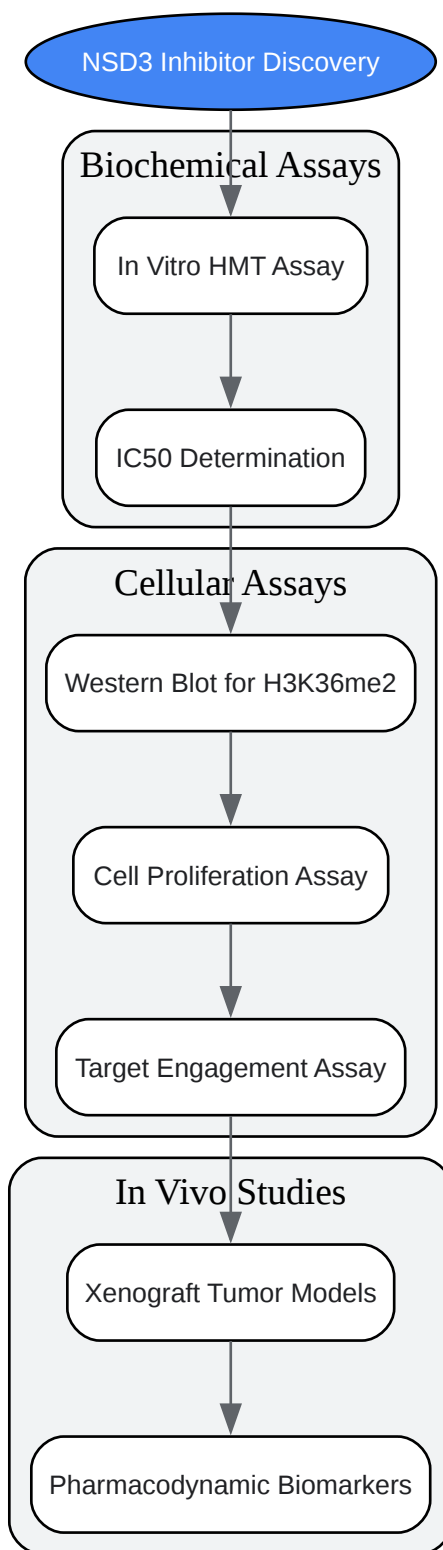 NSD3 Inhibitor Discovery
Biochemical Assays
In Vitro HMT Assay
IC50 Determination
Cellular Assays
Western Blot for H3K36me2
Cell Proliferation Assay
Target Engagement Assay
In Vivo Studies
Xenograft Tumor Models
Pharmacodynamic Biomarkers